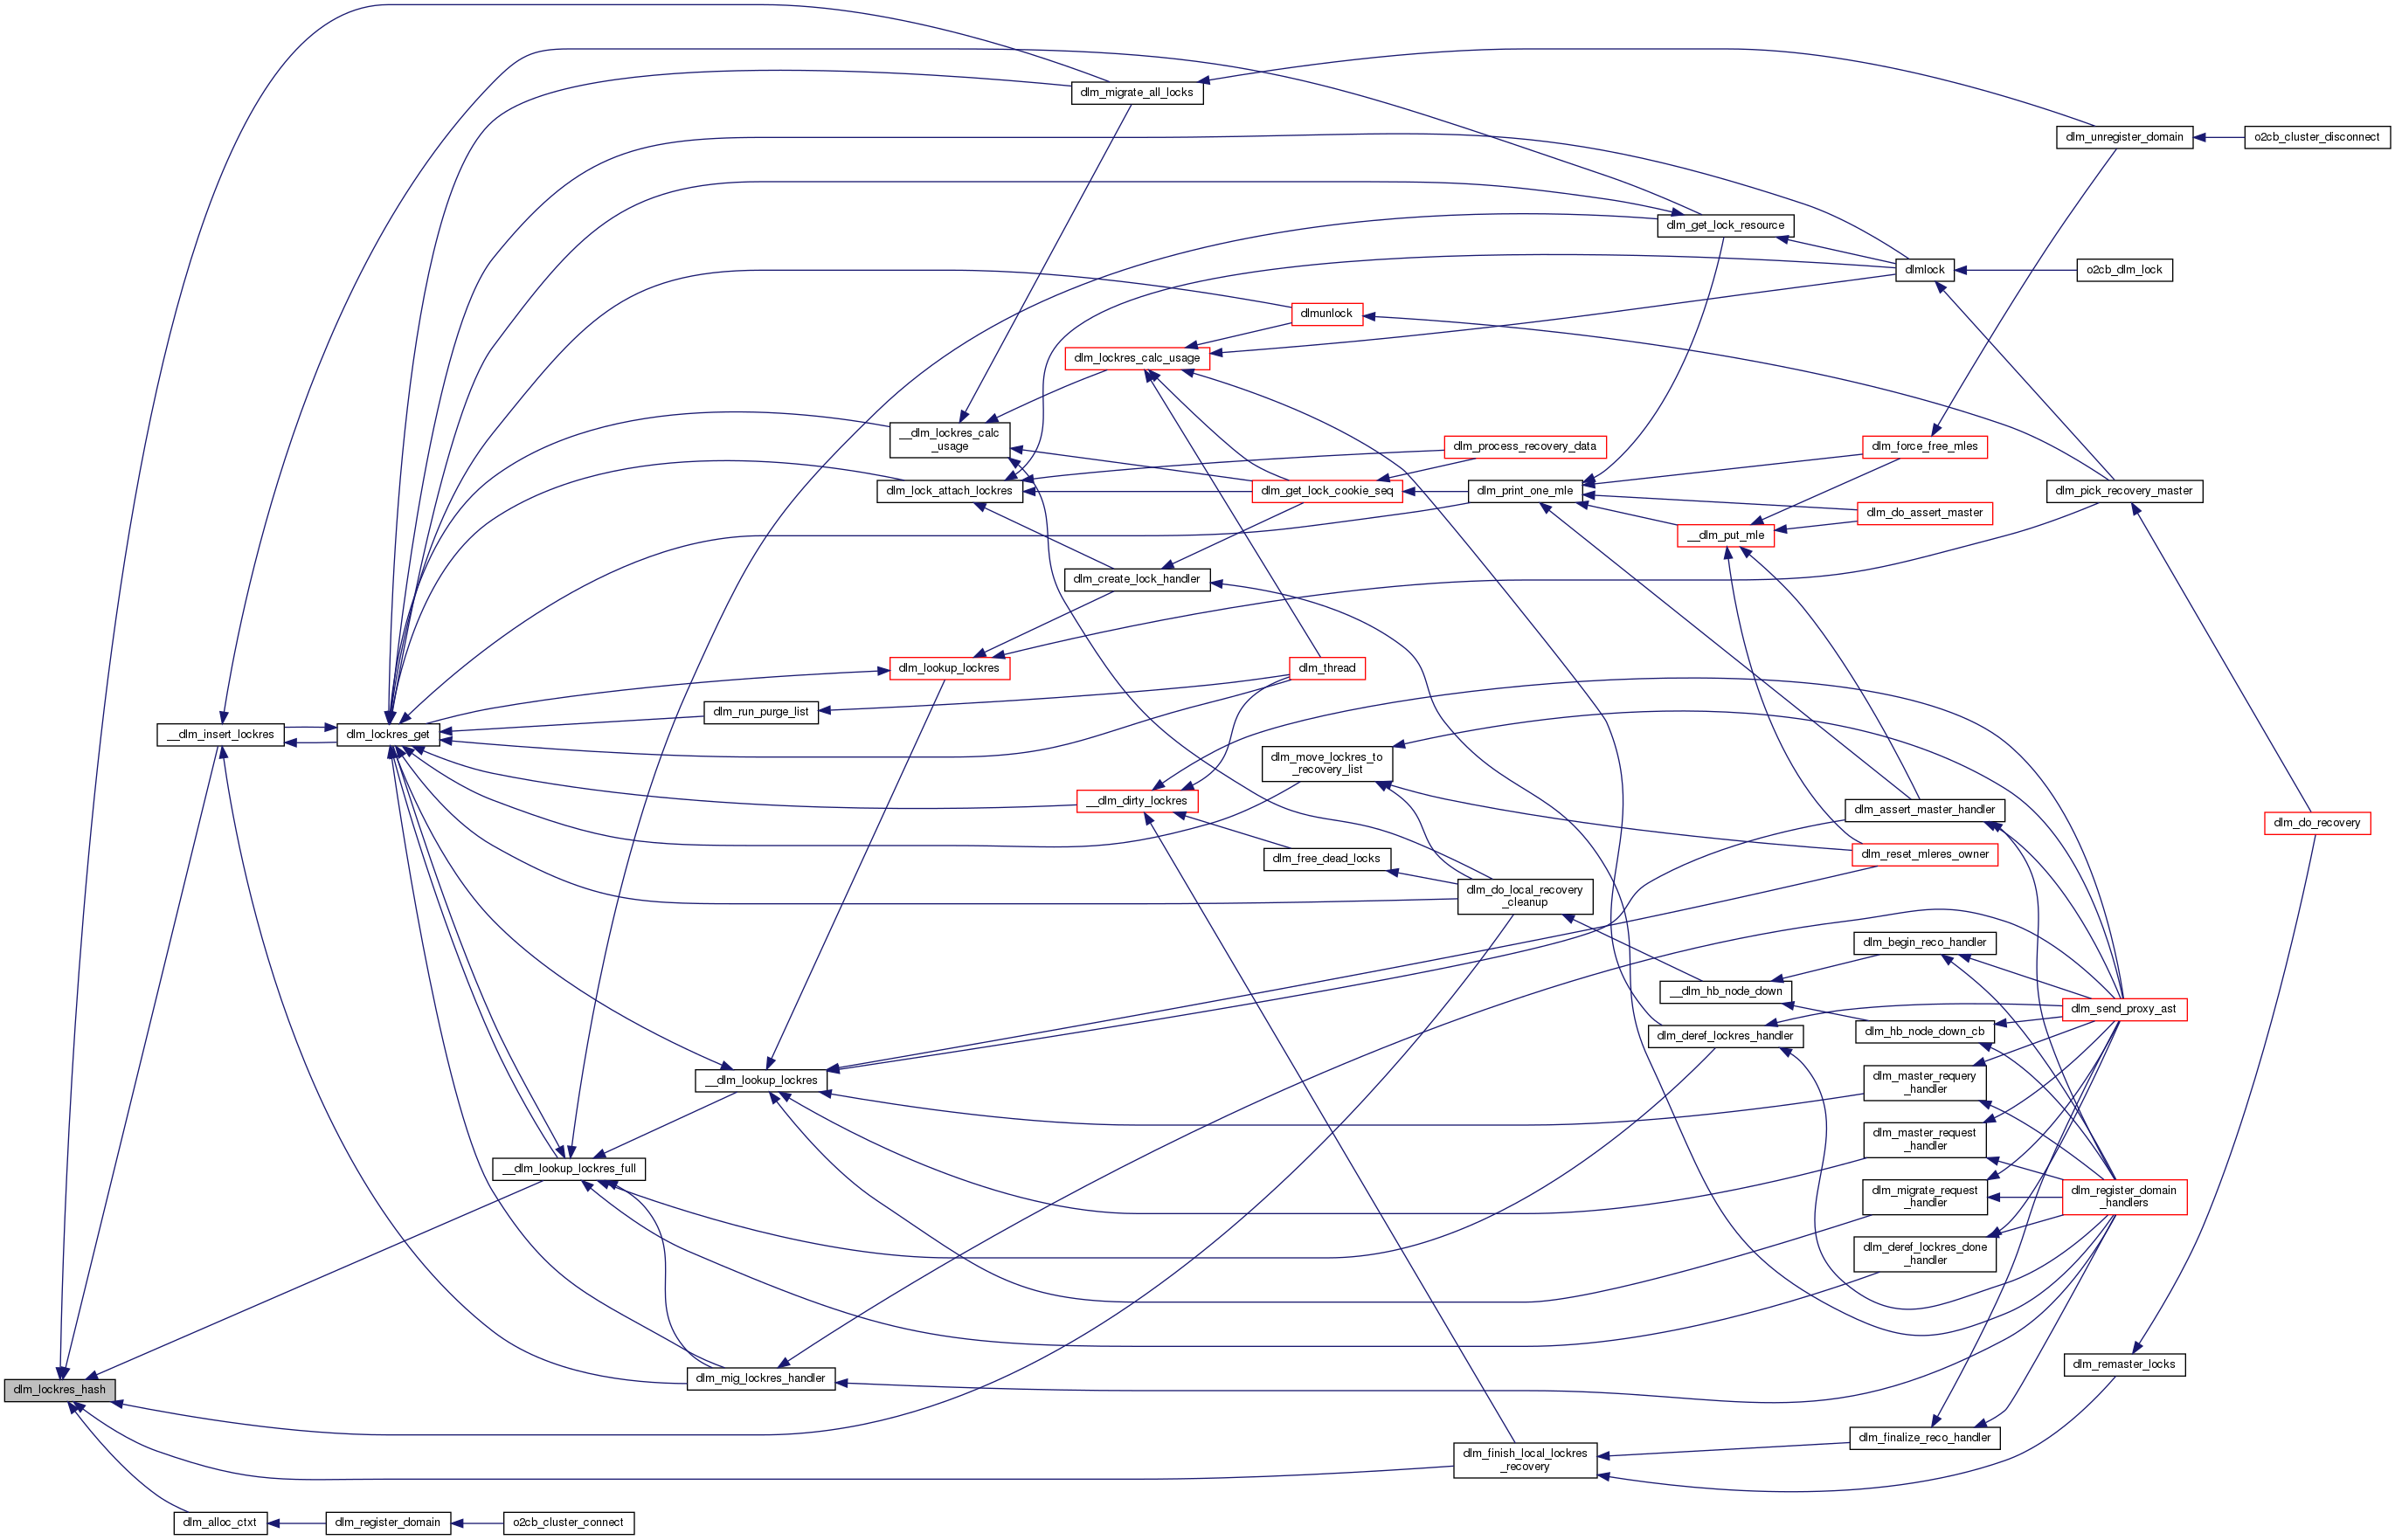 dlm_migrate_all_locks
dlm_unregister_domain
o2cb_cluster_disconnect
dlm_get_lock_resource
dlmlock
o2cb_dlm_lock
dlmunlock
dlm_lockres_calc_usage
__dlm_lockres_calc
_usage
dlm_process_recovery_data
dlm_force_free_mles
dlm_lock_attach_lockres
dlm_get_lock_cookie_seq
dlm_print_one_mle
dlm_pick_recovery_master
dlm_do_assert_master
__dlm_put_mle
dlm_create_lock_handler
dlm_lookup_lockres
dlm_thread
dlm_run_purge_list
__dlm_insert_lockres
dlm_lockres_get
dlm_move_lockres_to
_recovery_list
__dlm_dirty_lockres
dlm_assert_master_handler
dlm_do_recovery
dlm_free_dead_locks
dlm_reset_mleres_owner
dlm_do_local_recovery
_cleanup
dlm_begin_reco_handler
__dlm_hb_node_down
dlm_send_proxy_ast
dlm_deref_lockres_handler
dlm_hb_node_down_cb
__dlm_lookup_lockres
dlm_master_requery
_handler
dlm_master_request
_handler
__dlm_lookup_lockres_full
dlm_migrate_request
_handler
dlm_register_domain
_handlers
dlm_deref_lockres_done
_handler
dlm_remaster_locks
dlm_mig_lockres_handler
dlm_lockres_hash
dlm_finalize_reco_handler
dlm_finish_local_lockres
_recovery
dlm_alloc_ctxt
dlm_register_domain
o2cb_cluster_connect